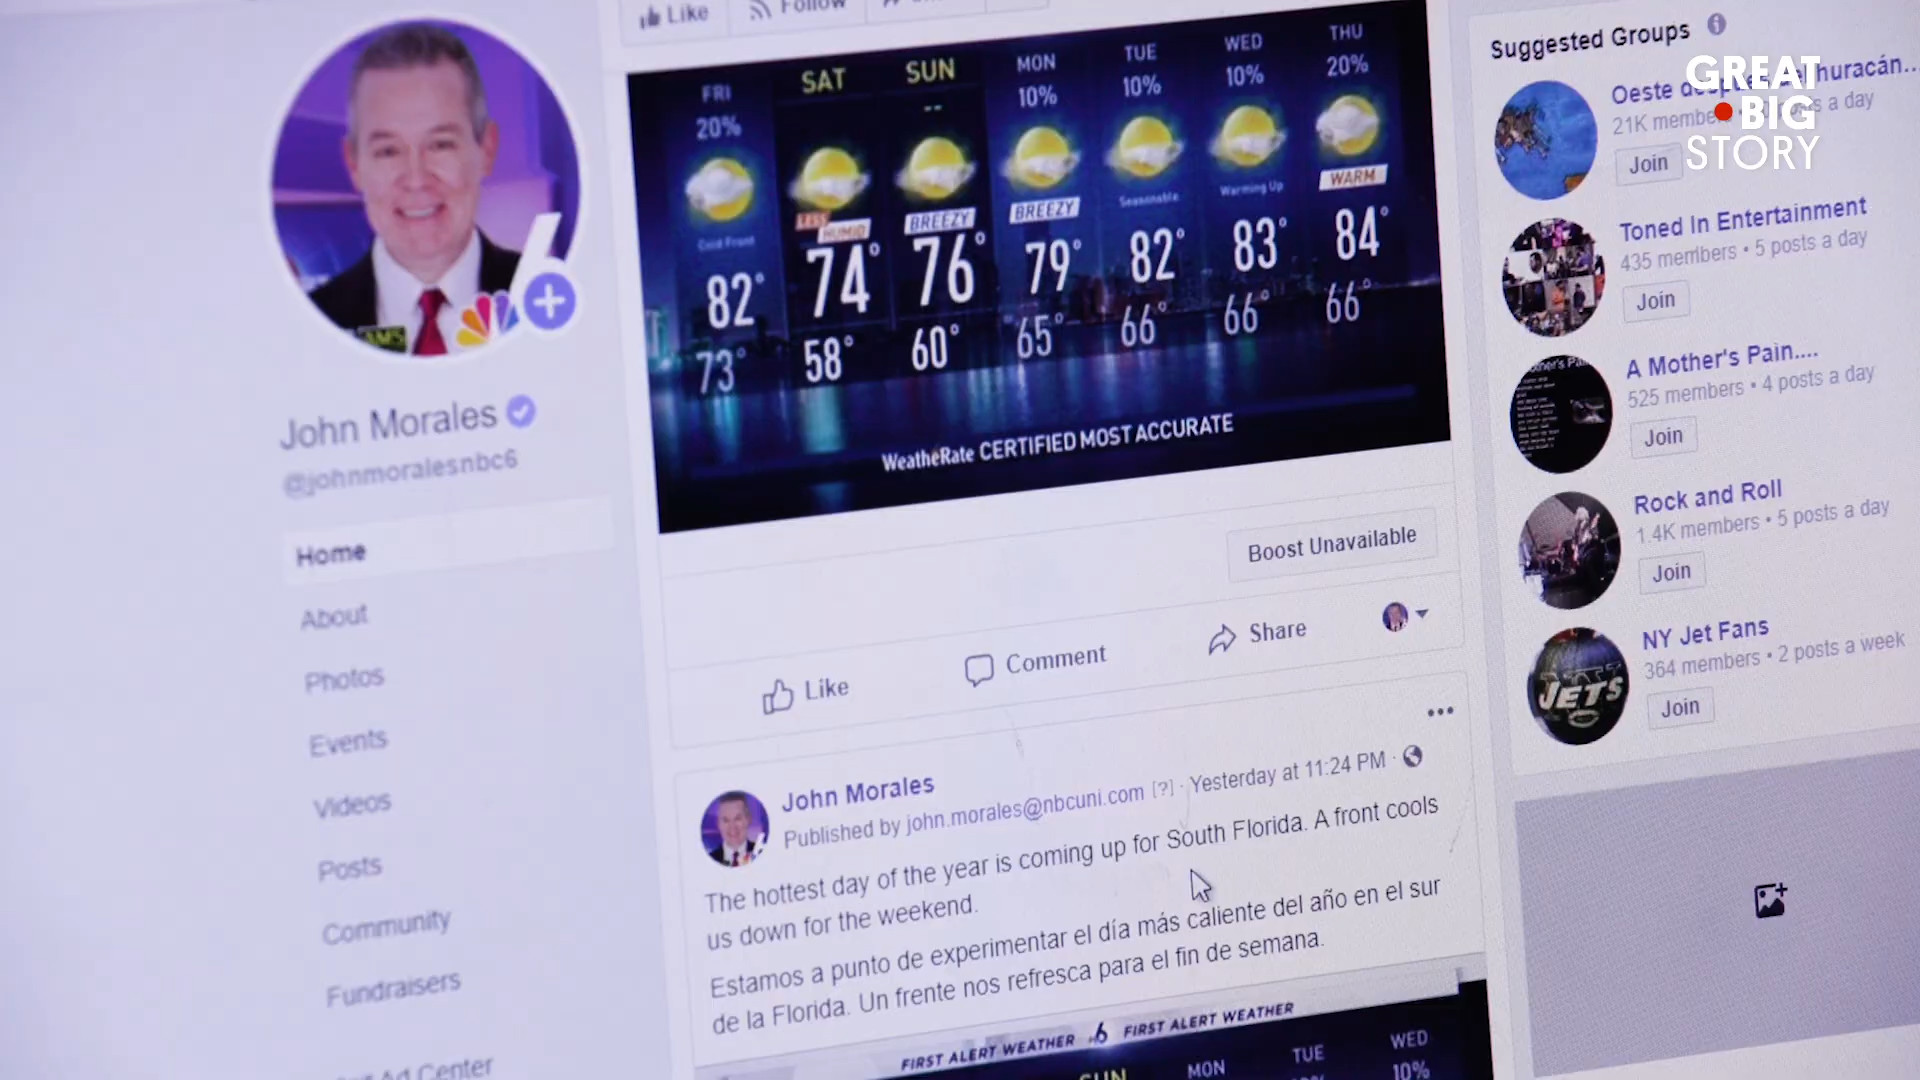 Like
Follow
FRI
20%
Cold Front
82°
73°
SAT
LESS
HUMID
74°
58°
SUN
--
BREEZY
76°
60°
MON
10%
BREEZY
79°
65°
TUE
10%
Seasonable
82°
66°
WED
10%
Warming Up
83°
66°
THU
20%
WARM
84°
66°
WeatheRate CERTIFIED MOST ACCURATE
6
John Morales
@johnmoralesnbc6
Home
About
Photos
Events
Videos
Posts
Community
Fundraisers
Ad Center
Boost Unavailable
Like
Comment
Share
John Morales
Published by john.morales@nbcuni.com [?] · Yesterday at 11:24 PM ·
The hottest day of the year is coming up for South Florida. A front cools
us down for the weekend.
Estamos a punto de experimentar el día más caliente del año en el sur
de la Florida. Un frente nos refresca para el fin de semana.
FIRST ALERT WEATHER 6 FIRST ALERT WEATHER
SUN
MON
TUE
WED
10%
Suggested Groups
Oeste después del huracán...
21K members
posts a day
Join
Toned In Entertainment
435 members • 5 posts a day
Join
A Mother's Pain....
525 members • 4 posts a day
Join
Rock and Roll
1.4K members • 5 posts a day
Join
NY Jet Fans
364 members • 2 posts a week
Join
JETS
GREAT
BIG
STORY